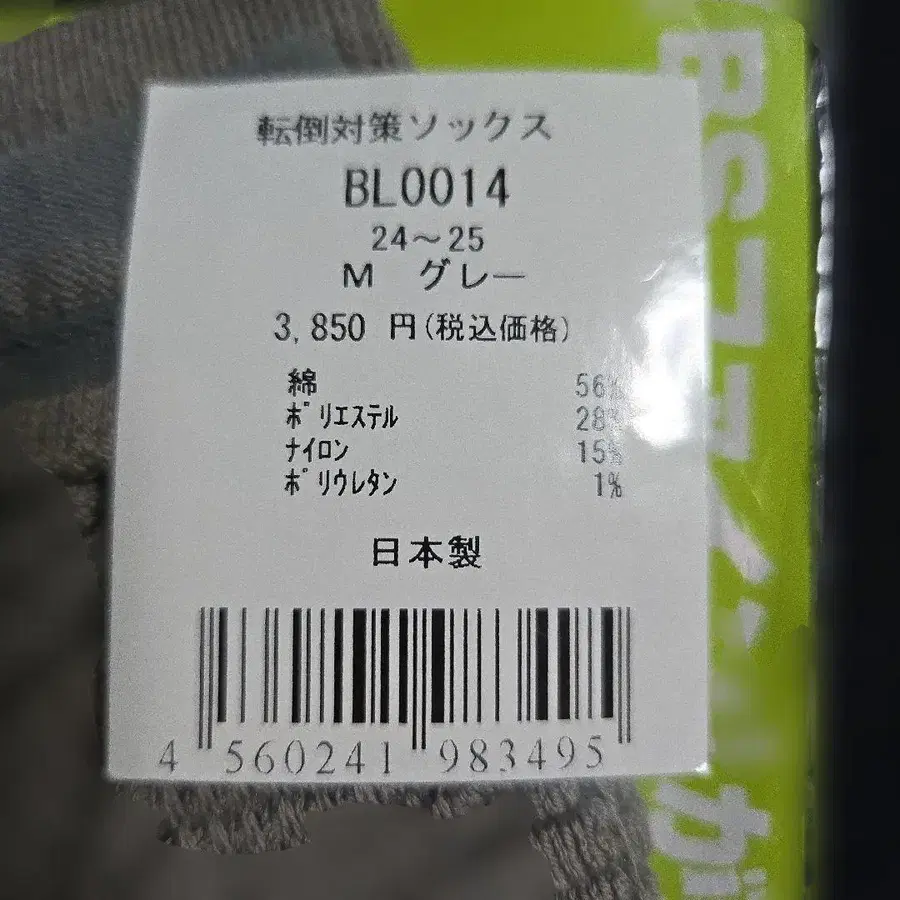 転倒対策ソックス
BL0014
24～25
M グレー
3,850 円(税込価格)
綿 56%
ポリエステル 28%
ナイロン 15%
ポリウレタン 1%
日本製
4 560241 983495
が